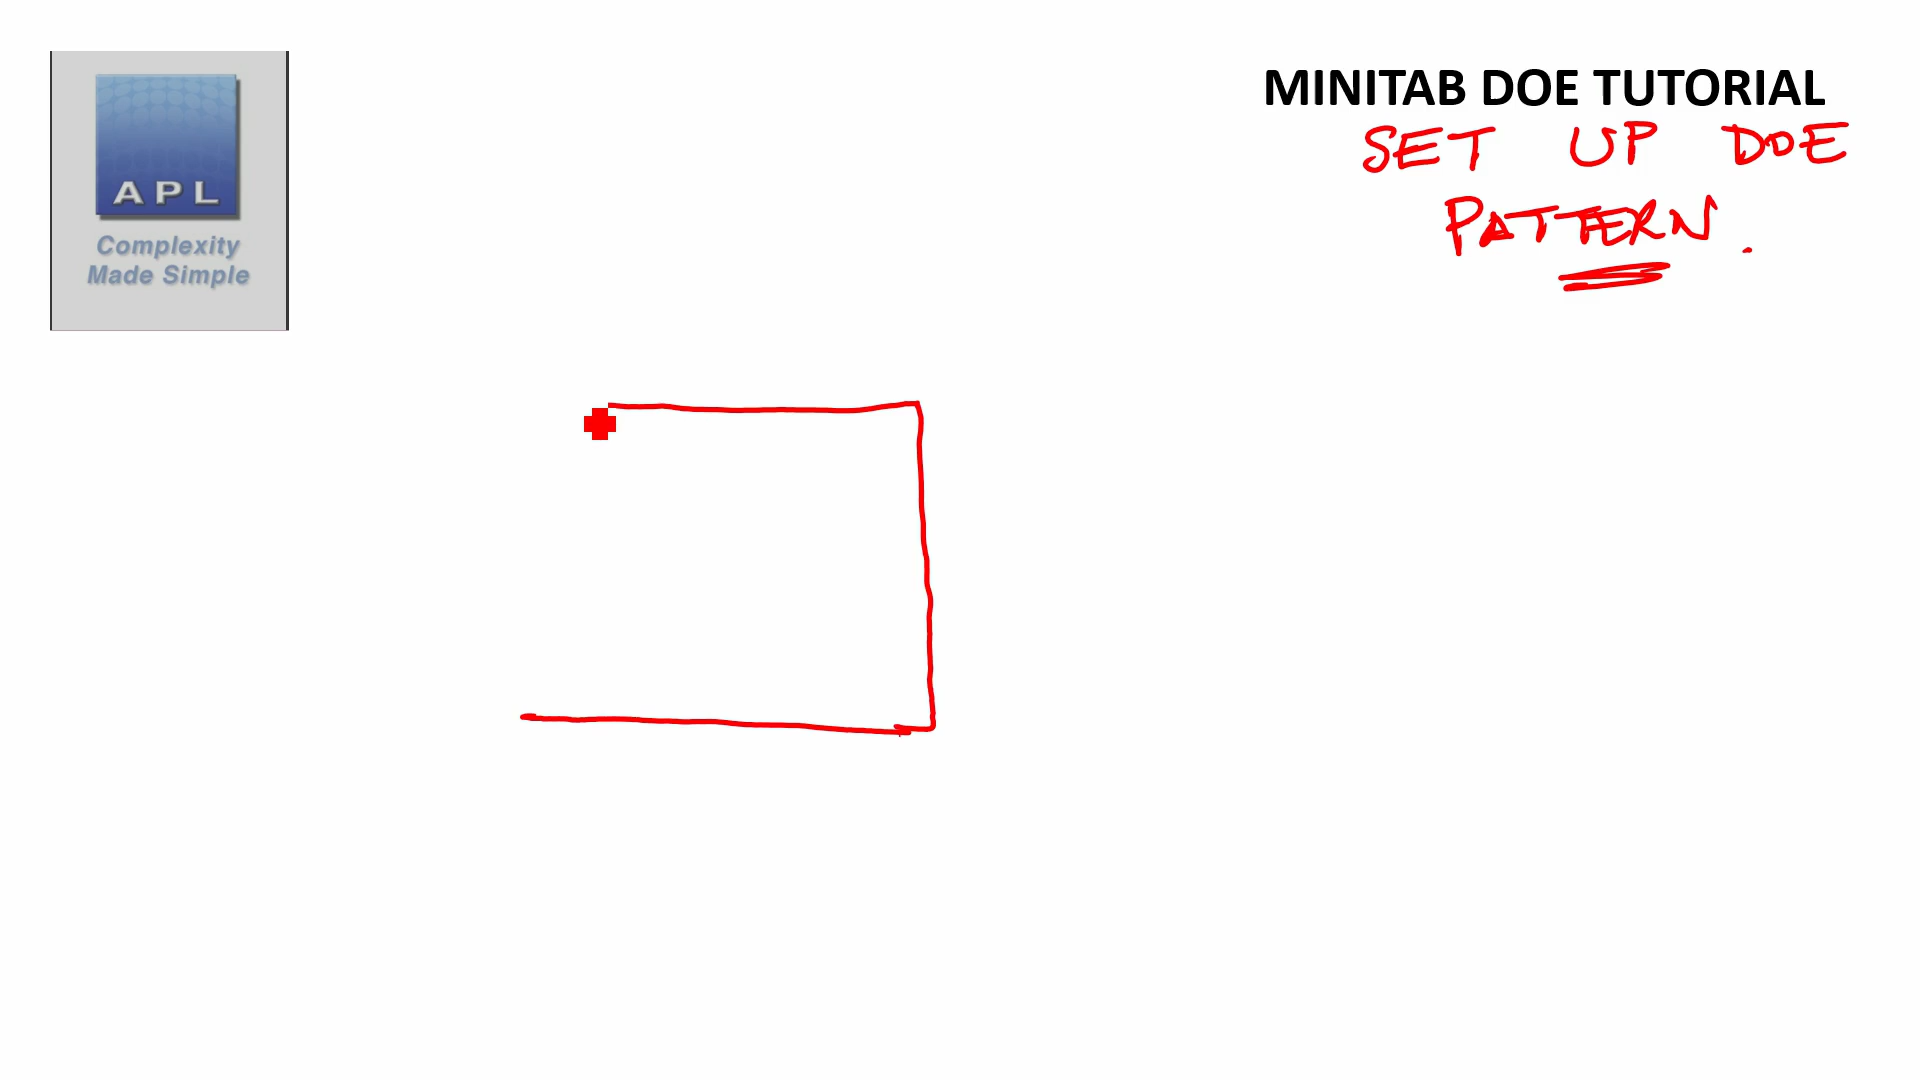 APL
Complexity
Made Simple
MINITAB DOE TUTORIAL
SET UP DOE
PATTERN.